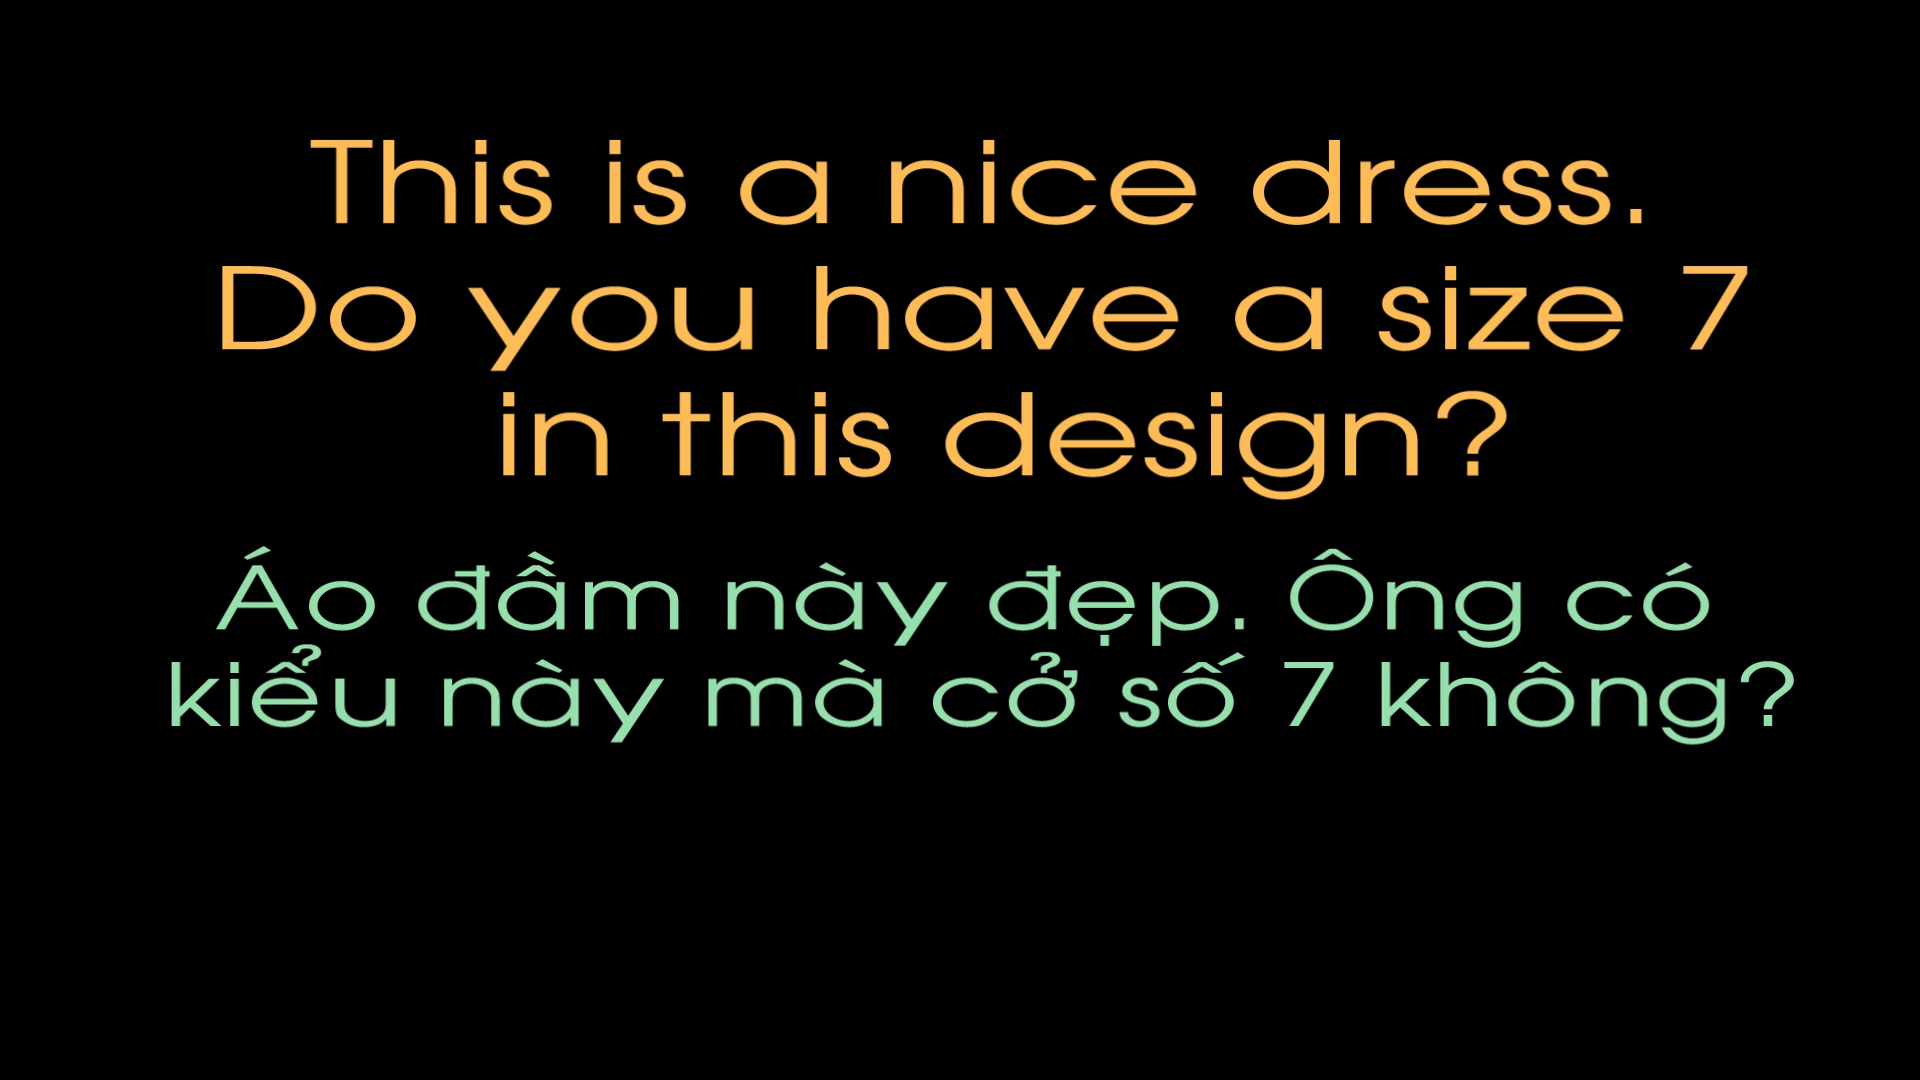 This is a nice dress.
Do you have a size 7
in this design?
Áo đầm này đẹp. Ông có
kiểu này mà cở số 7 không?